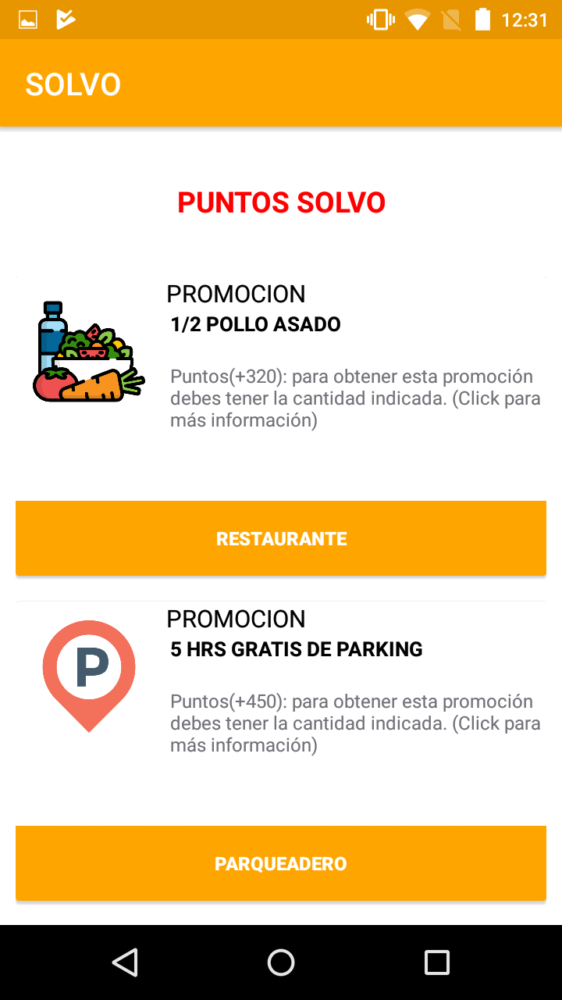 12:31
SOLVO
PUNTOS SOLVO
PROMOCION
1/2 POLLO ASADO
Puntos(+320): para obtener esta promoción
debes tener la cantidad indicada. (Click para
más información)
RESTAURANTE
PROMOCION
P
5 HRS GRATIS DE PARKING
Puntos(+450): para obtener esta promoción
debes tener la cantidad indicada. (Click para
más información)
PARQUEADERO